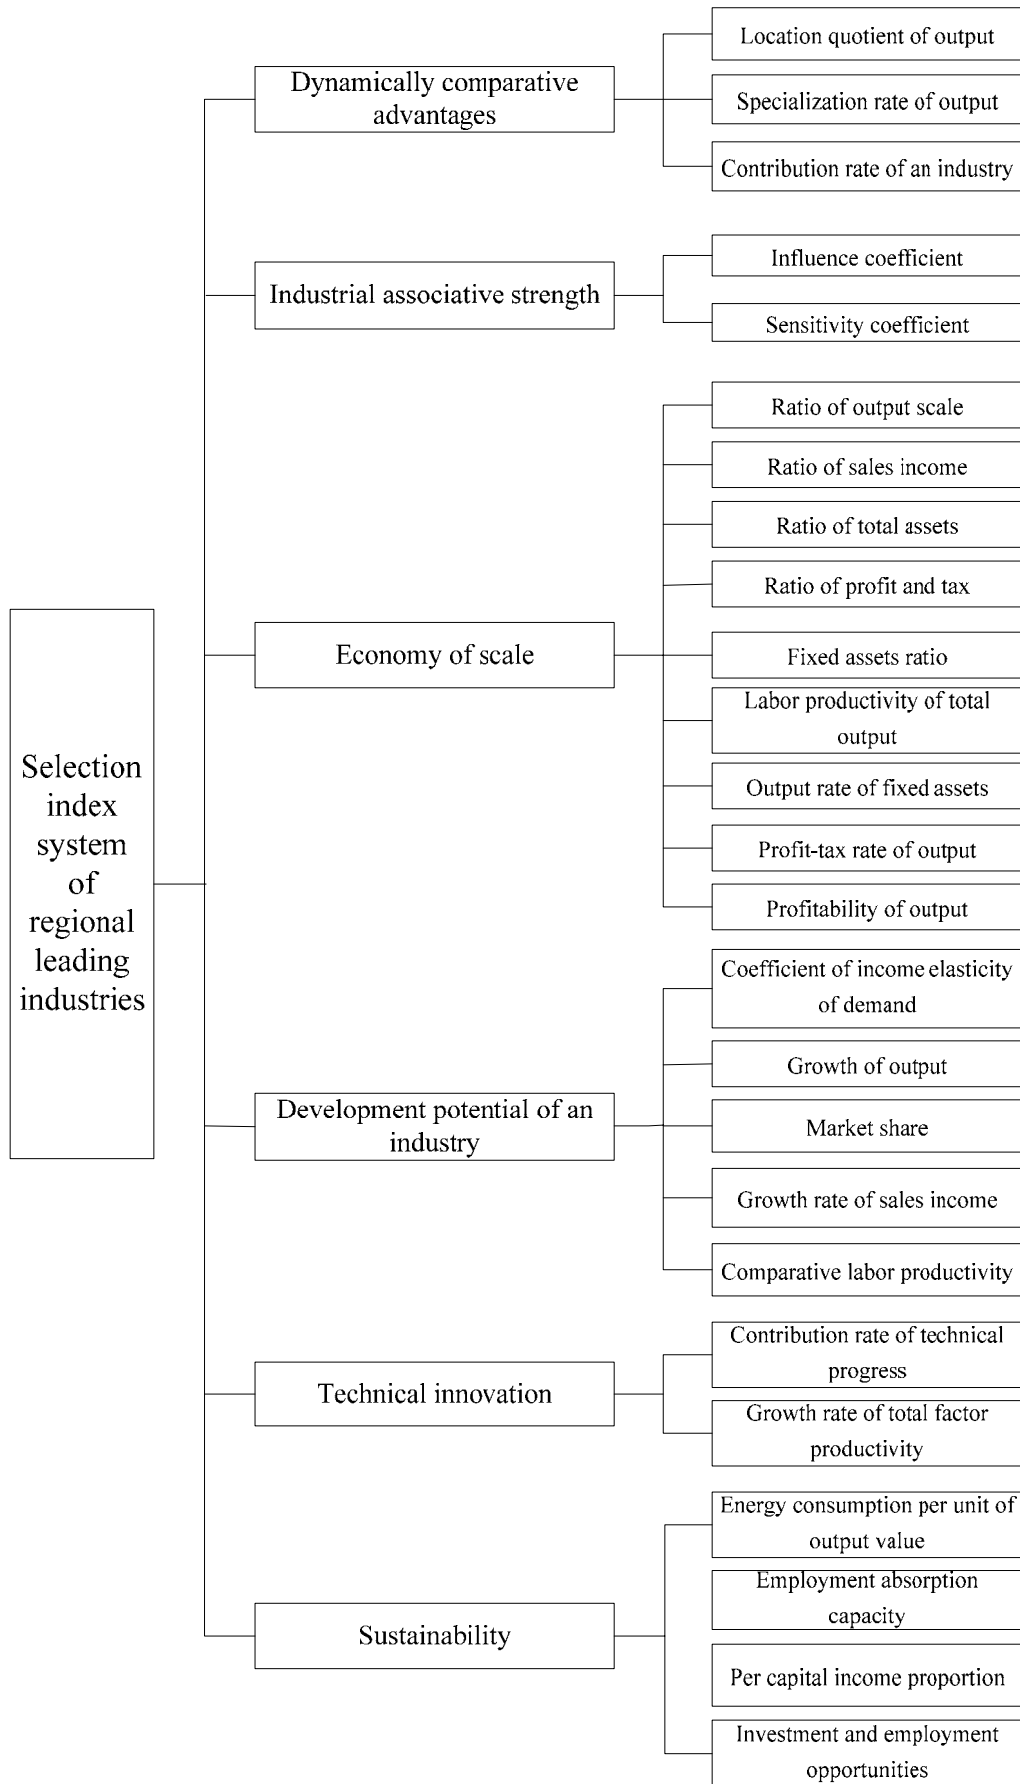 Selection
index
system
of
regional
leading
industries
Dynamically comparative
advantages
Location quotient of output
Specialization rate of output
Contribution rate of an industry
Industrial associative strength
Influence coefficient
Sensitivity coefficient
Economy of scale
Ratio of output scale
Ratio of sales income
Ratio of total assets
Ratio of profit and tax
Fixed assets ratio
Labor productivity of total
output
Output rate of fixed assets
Profit-tax rate of output
Profitability of output
Development potential of an
industry
Coefficient of income elasticity
of demand
Growth of output
Market share
Growth rate of sales income
Comparative labor productivity
Technical innovation
Contribution rate of technical
progress
Growth rate of total factor
productivity
Sustainability
Energy consumption per unit of
output value
Employment absorption
capacity
Per capital income proportion
Investment and employment
opportunities